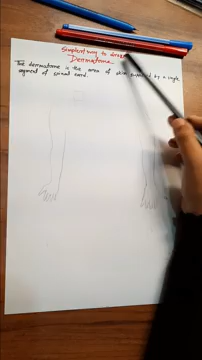 Simplest way to draw
Dermatome
The dermatome is the area of skin supplied by a single
segment of spinal cord.